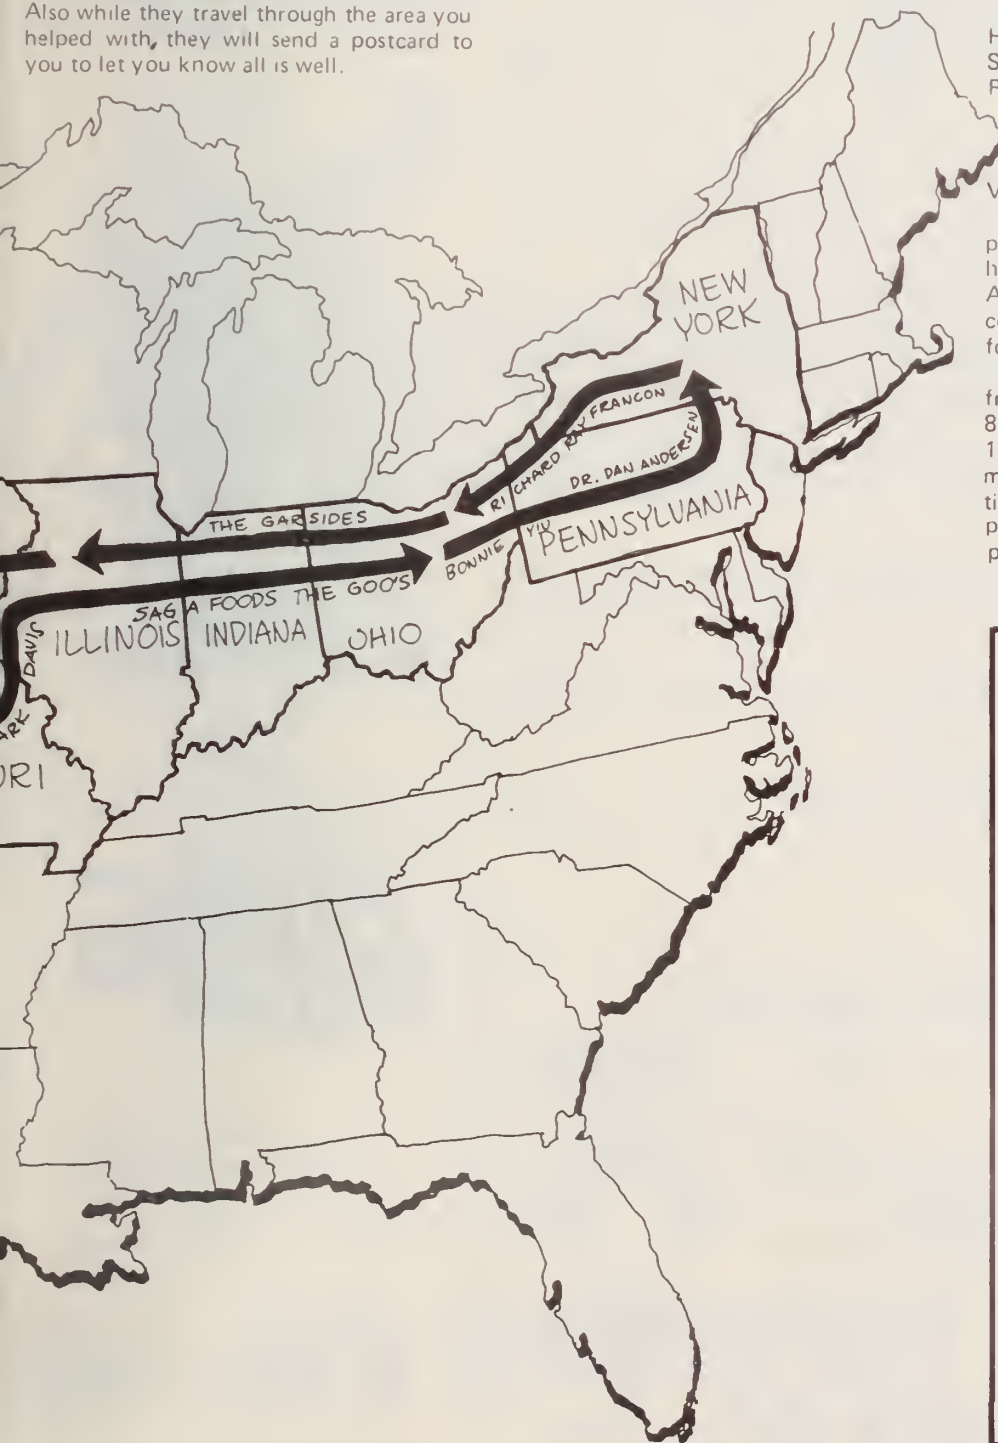 Also while they travel through the area you
helped with, they will send a postcard to
you to let you know all is well.
NEW
YORK
RICHARD RAY FRANCON
DR. DAN ANDERSEN
THE GARSIDES
BONNIE YIU
PENNSYLVANIA
SAGA FOODS THE GOO'S
DAVIS
ILLINOIS
INDIANA
OHIO